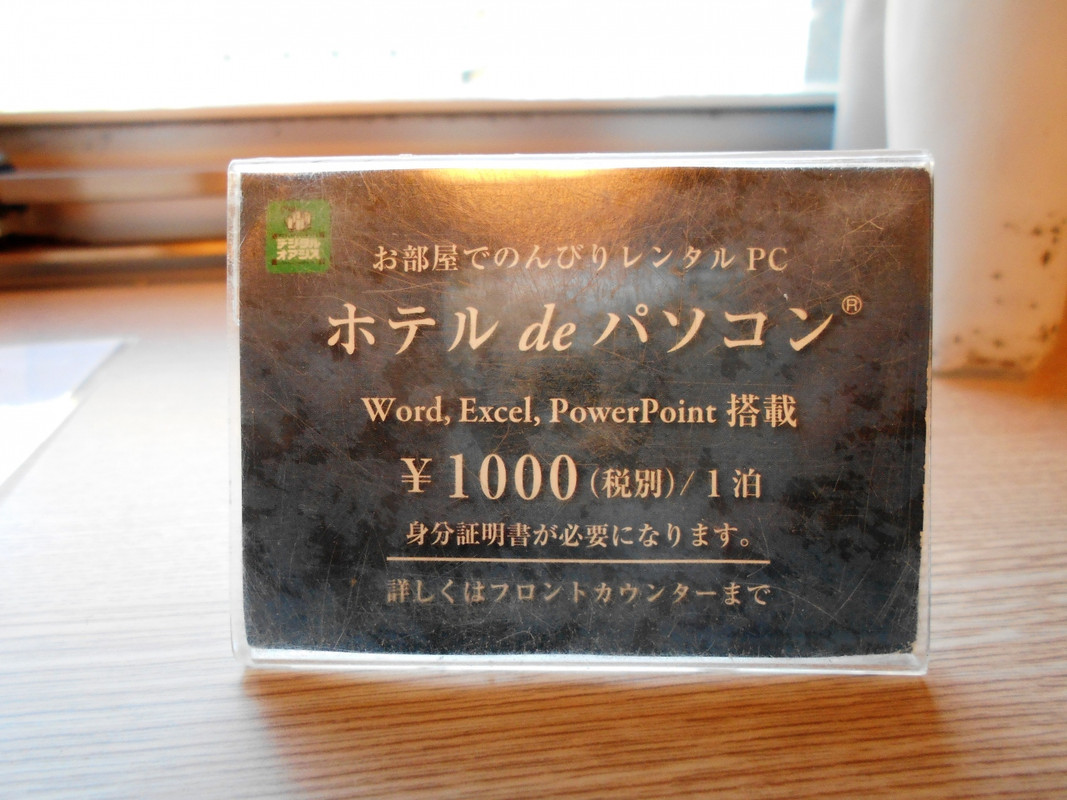 デジタル
オアシス
お部屋でのんびりレンタルPC
ホテル de パソコン®
Word, Excel, PowerPoint 搭載
¥1000(税別)/1泊
身分証明書が必要になります。
詳しくはフロントカウンターまで